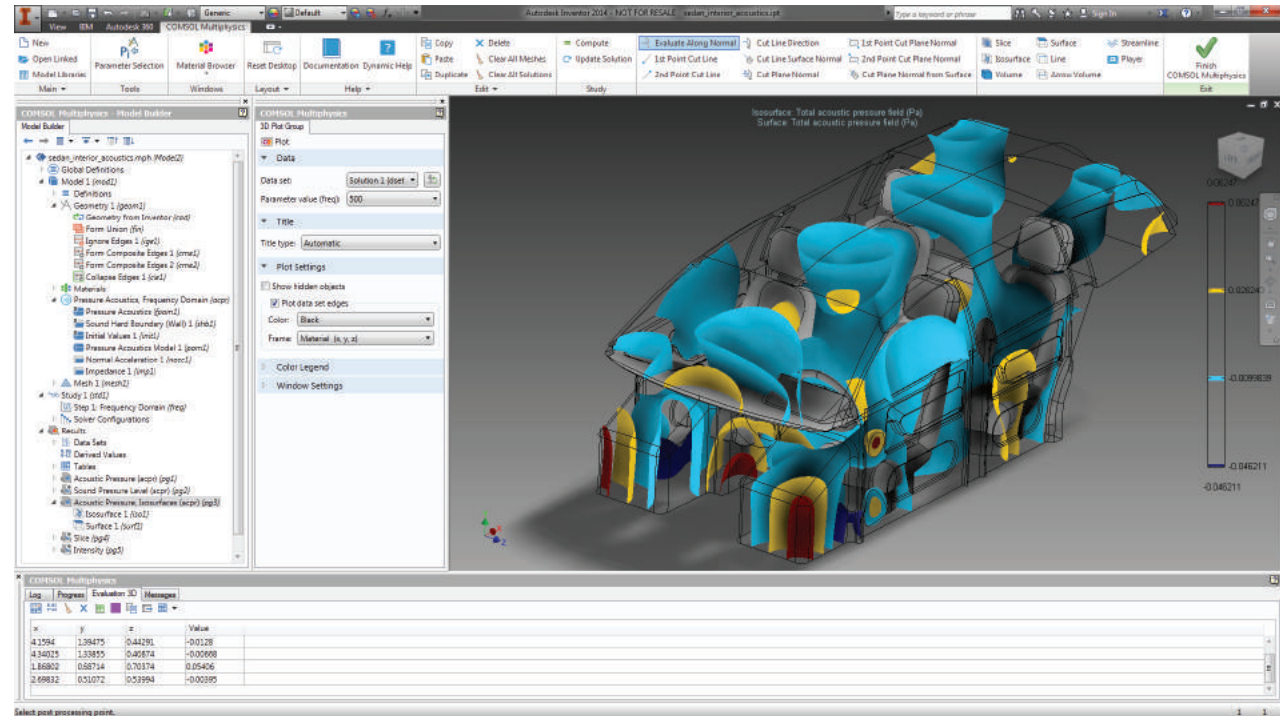 Generic
Default
Autodesk Inventor 2014 - NOT FOR RESALE sedan_interior_acoustics.ipt
Type a keyword or phrase
Sign In
View
BIM
Autodesk 360
COMSOL Multiphysics
New
Open Linked
Model Libraries
Parameter Selection
Material Browser
Reset Desktop
Documentation
Dynamic Help
Copy
Paste
Duplicate
Delete
Clear All Meshes
Clear All Solutions
Compute
Update Solution
Evaluate Along Normal
1st Point Cut Line
2nd Point Cut Line
Cut Line Direction
Cut Line Surface Normal
Cut Plane Normal
1st Point Cut Plane Normal
2nd Point Cut Plane Normal
Cut Plane Normal from Surface
Slice
Isosurface
Volume
Surface
Line
Arrow Volume
Streamline
Player
Finish
COMSOL Multiphysics
Main
Tools
Windows
Layout
Help
Edit
Study
Exit
COMSOL Multiphysics - Model Builder
Model Builder
sedan_interior_acoustics.mph (Model2)
Global Definitions
Model 1 (mod1)
Definitions
Geometry 1 (geom1)
Geometry from Inventor (cad)
Form Union (fin)
Ignore Edges 1 (ige1)
Form Composite Edges 1 (cme1)
Form Composite Edges 2 (cme2)
Collapse Edges 1 (cle1)
Materials
Pressure Acoustics, Frequency Domain (acpr)
Pressure Acoustics (fpam1)
Sound Hard Boundary (Wall) 1 (shb1)
Initial Values 1 (init1)
Pressure Acoustics Model 1 (pam2)
Normal Acceleration 1 (nacc1)
Impedance 1 (imp1)
Mesh 1 (mesh1)
Study 1 (std1)
Step 1: Frequency Domain (freq)
Solver Configurations
Results
Data Sets
Derived Values
Tables
Acoustic Pressure (acpr) (pg1)
Sound Pressure Level (acpr) (pg2)
Acoustic Pressure, Isosurfaces (acpr) (pg3)
Isosurface 1 (iso1)
Surface 1 (surf1)
Slice (pg4)
Intensity (pg5)
COMSOL Multiphysics
3D Plot Group
Plot
Data
Data set: Solution 1 (dset
Parameter value (freq): 500
Title
Title type: Automatic
Plot Settings
Show hidden objects
Plot data set edges
Color: Black
Frame: Material (x, y, z)
Color Legend
Window Settings
Isosurface: Total acoustic pressure field (Pa)
Surface: Total acoustic pressure field (Pa)
0.06247
0.06247
0.026243
-0.0099839
-0.046211
-0.046211
COMSOL Multiphysics
Log
Progress
Evaluation 3D
Messages
x y z Value
4.1594 1.39475 0.44291 -0.0128
4.34025 1.33855 0.40874 -0.00668
1.86802 0.68714 0.70374 0.05406
2.69832 0.51072 0.53994 -0.00395
Select post processing point.
1 1